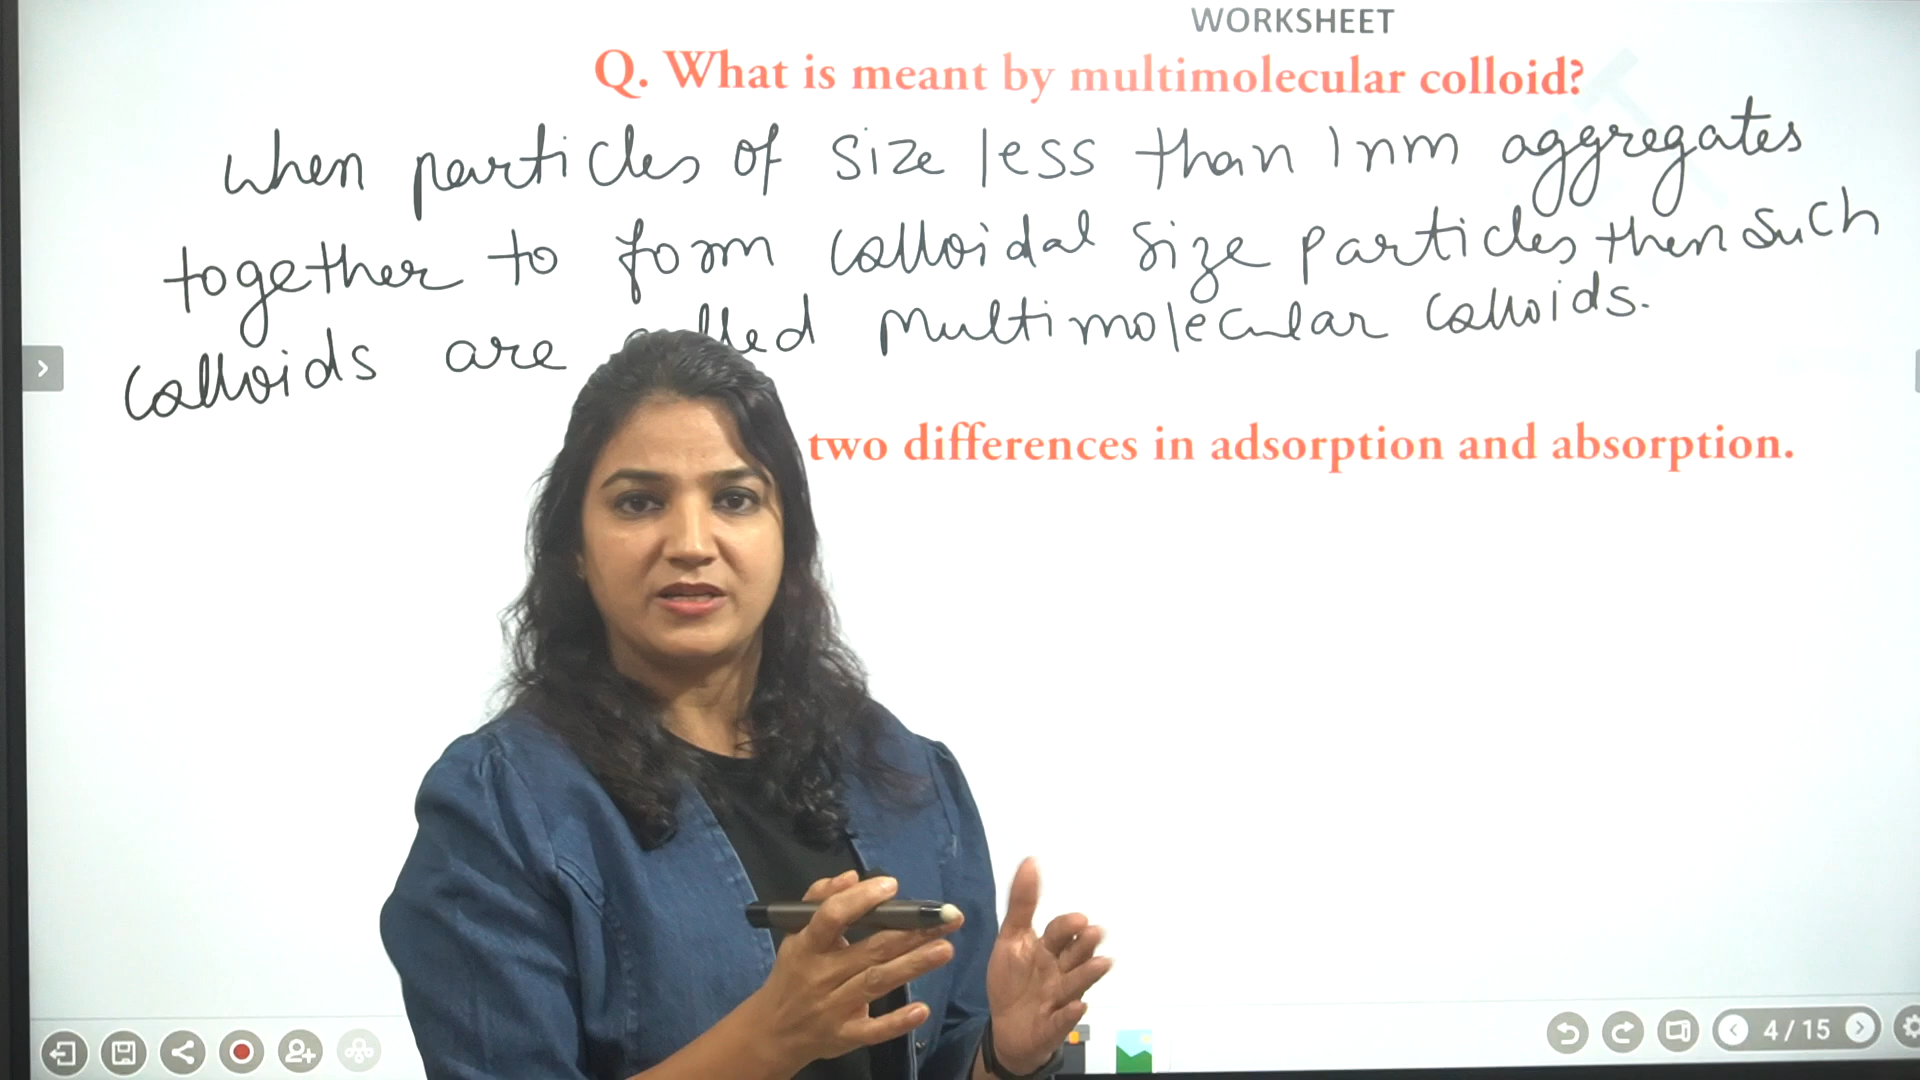 WORKSHEET
Q. What is meant by multimolecular colloid?
when particles of size less than 1nm aggregates
together to form colloidal size particles then such
colloids are called multimolecular colloids.
two differences in adsorption and absorption.
4/15